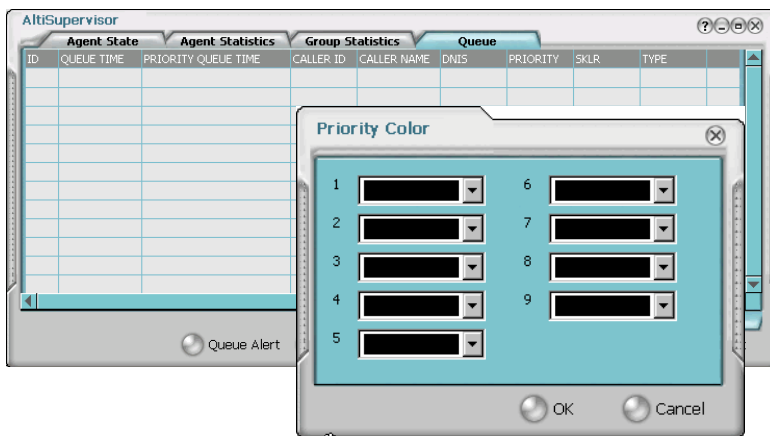 AltiSupervisor
Agent State Agent Statistics Group Statistics Queue
ID QUEUE TIME PRIORITY QUEUE TIME CALLER ID CALLER NAME DNIS PRIORITY SKLR TYPE
Queue Alert
Priority Color
1 6
2 7
3 8
4 9
5
OK Cancel